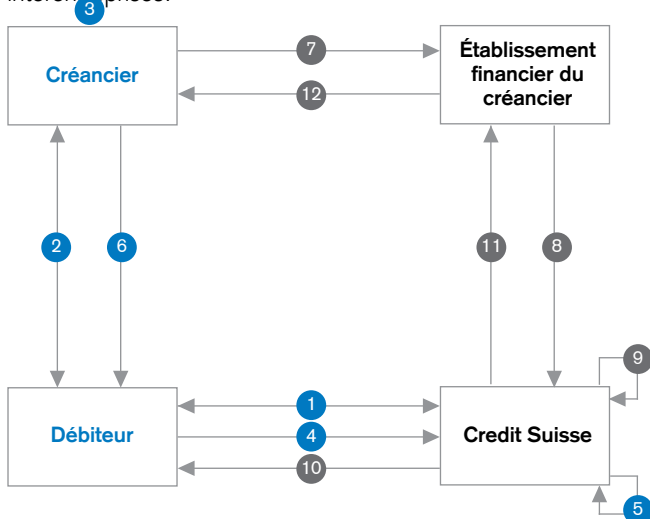 3
7
Créancier
Établissement
financier du
créancier
12
2
6
11
8
9
1
Débiteur
4
Credit Suisse
10
5